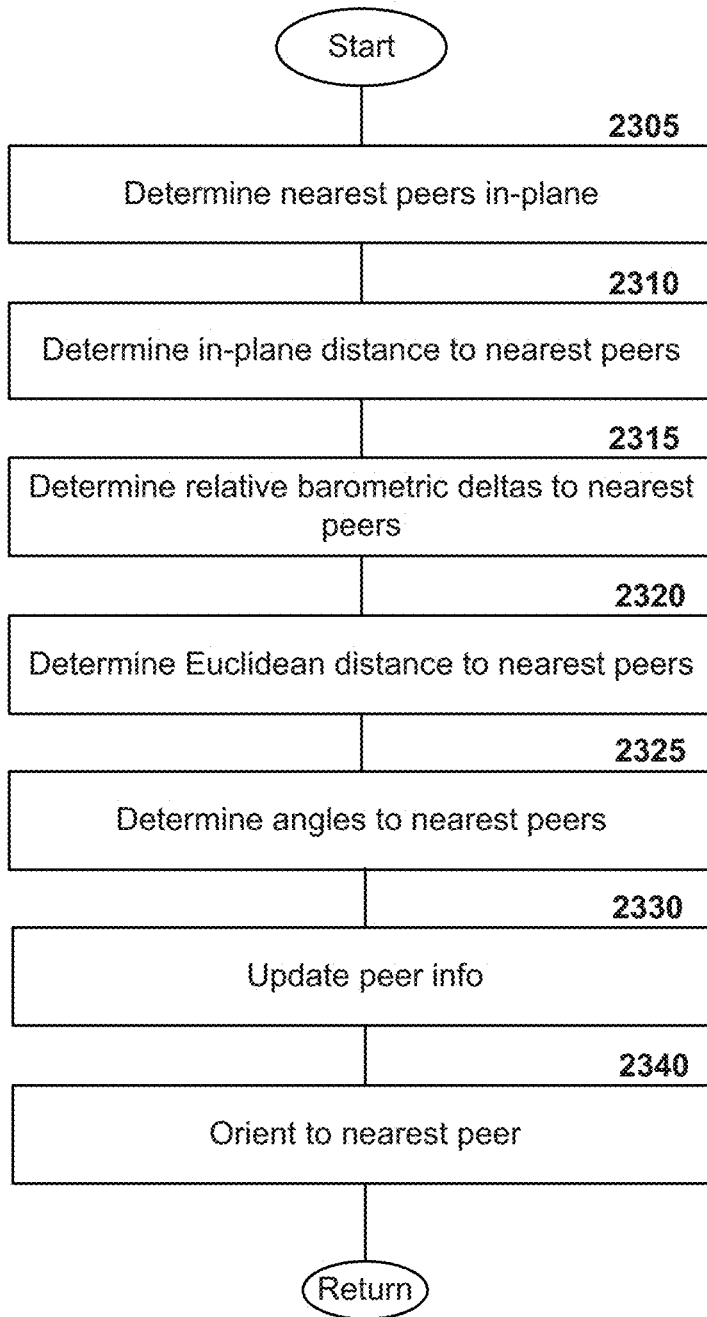 Start
2305
Determine nearest peers in-plane
2310
Determine in-plane distance to nearest peers
2315
Determine relative barometric deltas to nearest
peers
2320
Determine Euclidean distance to nearest peers
2325
Determine angles to nearest peers
2330
Update peer info
2340
Orient to nearest peer
Return